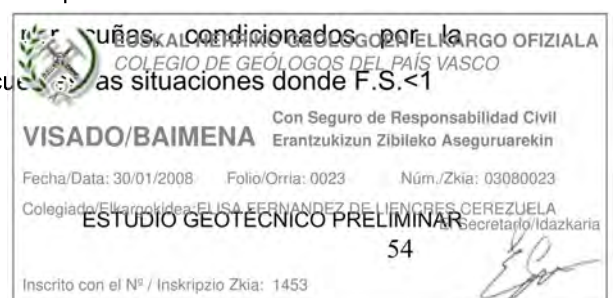 por cuñas, condicionados por la
EUSKAL HERRIKO GEOLOGOEN ELKARGO OFIZIALA
COLEGIO DE GEÓLOGOS DEL PAÍS VASCO
as situaciones donde F.S.<1
VISADO/BAIMENA
Con Seguro de Responsabilidad Civil
Erantzukizun Zibileko Aseguruarekin
Fecha/Data: 30/01/2008 Folio/Orria: 0023 Núm./Zkia: 03080023
Colegiado/Elkargokidea: ELISA FERNANDEZ DE LIENCRES CEREZUELA
ESTUDIO GEOTÉCNICO PRELIMINAR
El Secretario/Idazkaria
54
Inscrito con el Nº / Inskripzio Zkia: 1453